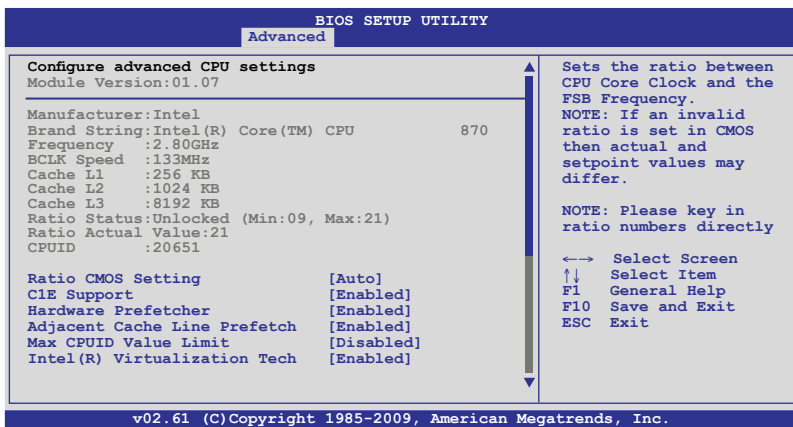 BIOS SETUP UTILITY
Advanced
Configure advanced CPU settings
Module Version:01.07
Manufacturer:Intel
Brand String:Intel(R) Core(TM) CPU 870
Frequency :2.80GHz
BCLK Speed :133MHz
Cache L1 :256 KB
Cache L2 :1024 KB
Cache L3 :8192 KB
Ratio Status:Unlocked (Min:09, Max:21)
Ratio Actual Value:21
CPUID :20651
Ratio CMOS Setting [Auto]
C1E Support [Enabled]
Hardware Prefetcher [Enabled]
Adjacent Cache Line Prefetch [Enabled]
Max CPUID Value Limit [Disabled]
Intel(R) Virtualization Tech [Enabled]
Sets the ratio between
CPU Core Clock and the
FSB Frequency.
NOTE: If an invalid
ratio is set in CMOS
then actual and
setpoint values may
differ.
NOTE: Please key in
ratio numbers directly
←→ Select Screen
↑↓ Select Item
F1 General Help
F10 Save and Exit
ESC Exit
v02.61 (C)Copyright 1985-2009, American Megatrends, Inc.